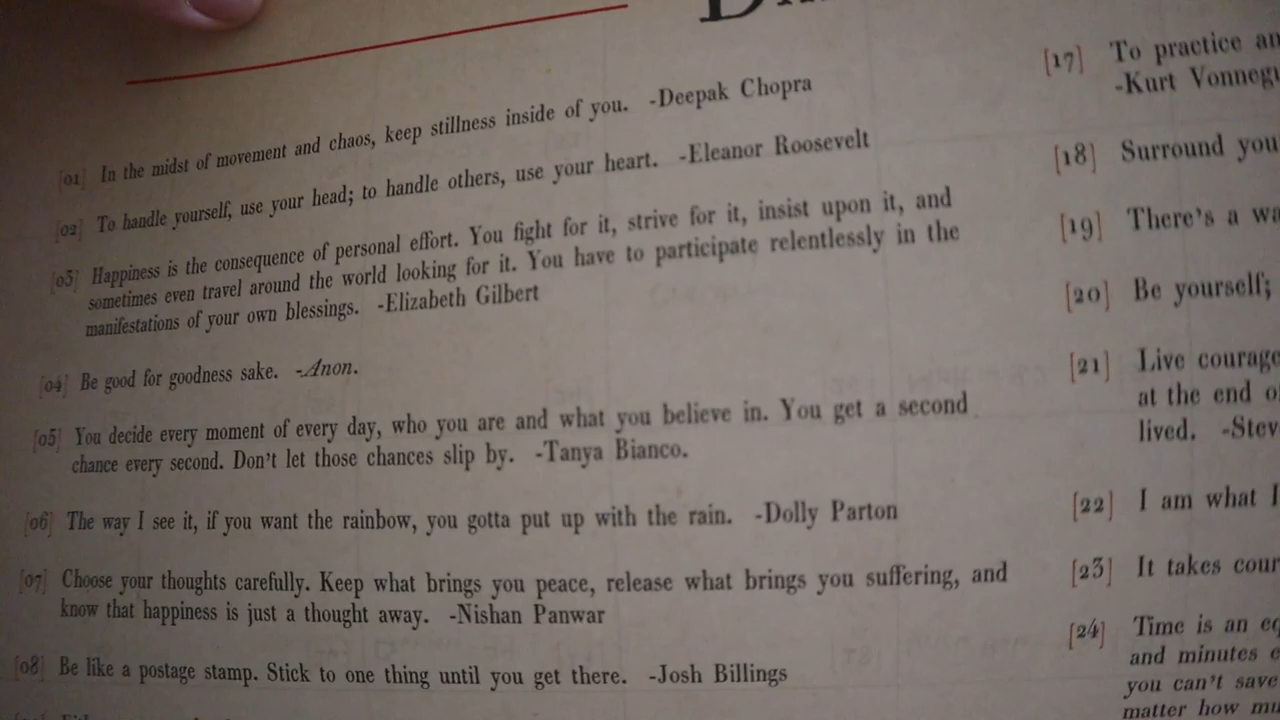 [01] In the midst of movement and chaos, keep stillness inside of you. -Deepak Chopra
[02] To handle yourself, use your head; to handle others, use your heart. -Eleanor Roosevelt
[03] Happiness is the consequence of personal effort. You fight for it, strive for it, insist upon it, and
sometimes even travel around the world looking for it. You have to participate relentlessly in the
manifestations of your own blessings. -Elizabeth Gilbert
[04] Be good for goodness sake. -Anon.
[05] You decide every moment of every day, who you are and what you believe in. You get a second
chance every second. Don't let those chances slip by. -Tanya Bianco.
[06] The way I see it, if you want the rainbow, you gotta put up with the rain. -Dolly Parton
[07] Choose your thoughts carefully. Keep what brings you peace, release what brings you suffering, and
know that happiness is just a thought away. -Nishan Panwar
[08] Be like a postage stamp. Stick to one thing until you get there. -Josh Billings
[17] To practice
-Kurt
[18] Surround
[19] There's a
[20] Be yourself;
[21] Live
at the end
lived.
[22] I am what
[23] It takes
[24] Time is an
and minutes
you can't save
matter how